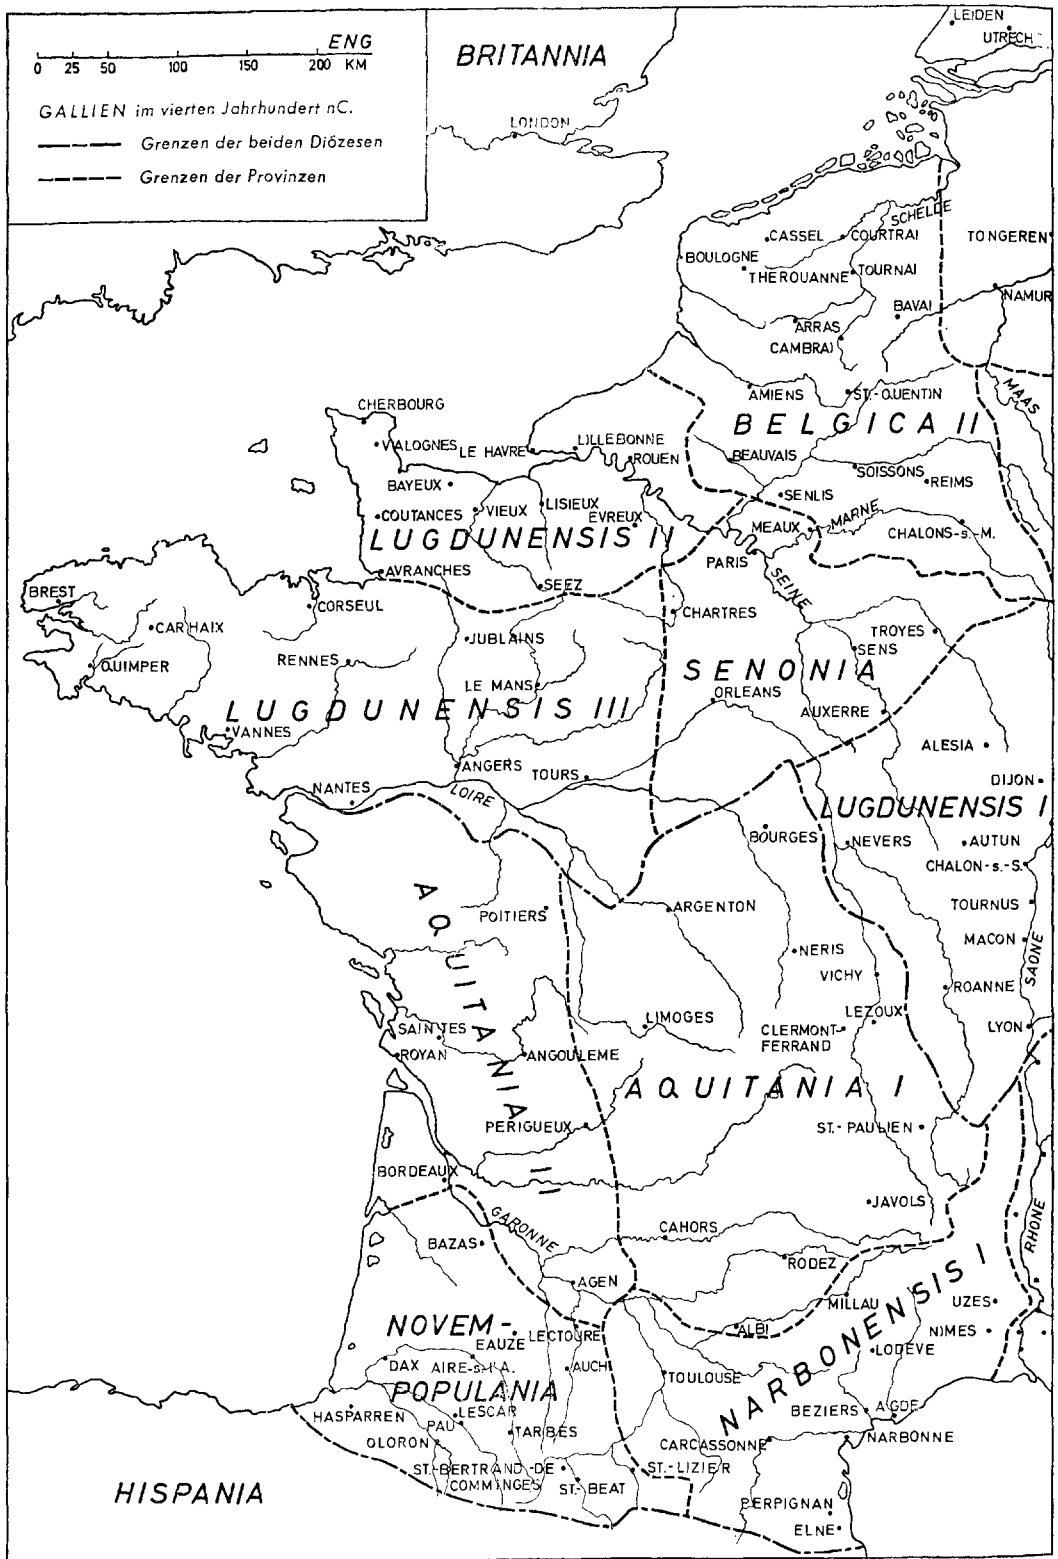 ENG
0 25 50 100 150 200 KM
GALLIEN im vierten Jahrhundert nC.
Grenzen der beiden Diözesen
Grenzen der Provinzen
BRITANNIA
LONDON
LEIDEN
UTRECH
SCHELDE
CASSEL
COURTRAI
TONGEREN
BOULOGNE
THEROUANNE
TOURNAI
NAMUR
BAVAI
ARRAS
CAMBRAI
MAAS
AMIENS
ST.-QUENTIN
BELGICA II
CHERBOURG
VALOGNES
LE HAVRE
LILLEBONNE
ROUEN
BEAUVAIS
SOISSONS
REIMS
BAYEUX
SENLIS
COUTANCES
VIEUX
LISIEUX
EVREUX
MEAUX
MARNE
CHALONS-s.-M.
LUGDUNENSIS II
PARIS
SEINE
AVRANCHES
SEEZ
BREST
CORSEUL
CARHAIX
CHARTRES
TROYES
QUIMPER
RENNES
JUBLAINS
SENS
SENONIA
LE MANS
ORLEANS
LUGDUNENSIS III
AUXERRE
VANNES
ALESIA
ANGERS
TOURS
DIJON
NANTES
LOIRE
LUGDUNENSIS I
BOURGES
NEVERS
AUTUN
CHALON-s.-S.
POITIERS
ARGENTON
TOURNUS
MACON
NERIS
SAONE
VICHY
ROANNE
AQUITANIA II
LIMOGES
LEZOUX
LYON
SAINTES
CLERMONT-
FERRAND
ROYAN
ANGOULEME
AQUITANIA I
PERIGUEUX
ST.-PAULIEN
BORDEAUX
JAVOLS
GARONNE
CAHORS
RHONE
BAZAS
RODEZ
AGEN
MILLAU
UZES
NOVEM-
EAUZE
LECTOURE
ALBI
NIMES
NARBONENSIS I
LODEVE
DAX
AIRE-s.-l'A.
AUCH
TOULOUSE
POPULANIA
HASPARREN
LESCAR
PAU
BEZIERS
AGDE
OLORON
TARBES
CARCASSONNE
NARBONNE
ST.-BERTRAND-DE
COMMINGES
ST.-LIZIER
ST.-BEAT
HISPANIA
PERPIGNAN
ELNE